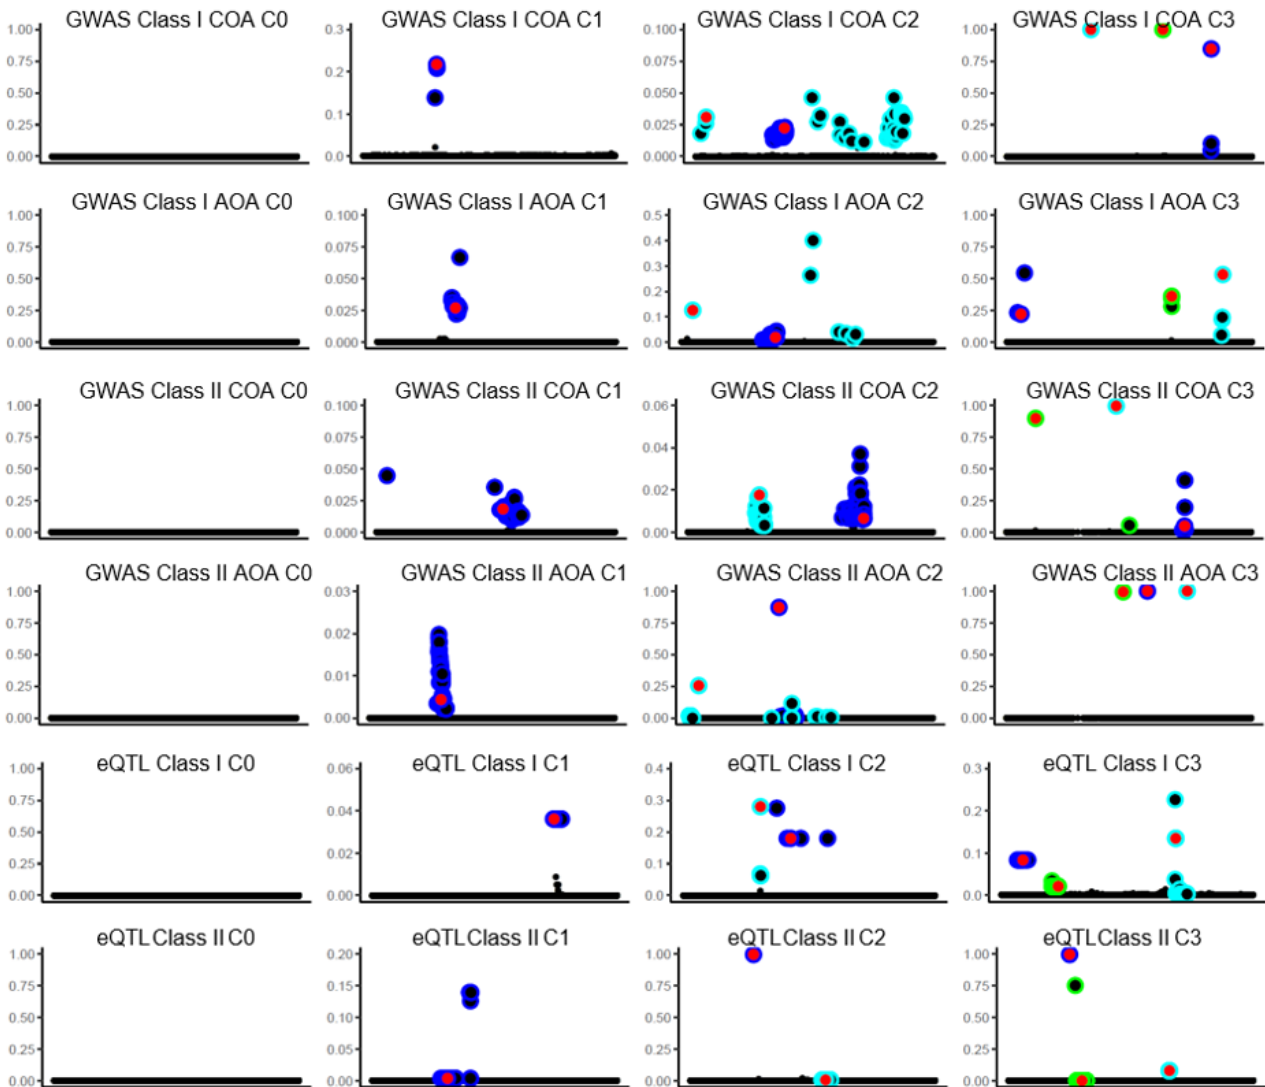 GWAS Class I COA C0 GWAS Class I COA C1 GWAS Class I COA C2 GWAS Class I COA C3
1.00 0.3 0.100 1.00
0.75 0.2 0.075 0.75
0.50 0.1 0.050 0.50
0.25 0.0 0.025 0.25
0.00 0.000 0.00
GWAS Class I AOA C0 GWAS Class I AOA C1 GWAS Class I AOA C2 GWAS Class I AOA C3
1.00 0.100 0.5 1.00
0.75 0.075 0.4 0.75
0.50 0.050 0.3 0.50
0.25 0.025 0.2 0.25
0.00 0.000 0.1 0.00
0.0
GWAS Class II COA C0 GWAS Class II COA C1 GWAS Class II COA C2 GWAS Class II COA C3
1.00 0.100 0.06 1.00
0.75 0.075 0.04 0.75
0.50 0.050 0.02 0.50
0.25 0.025 0.00 0.25
0.00 0.000 0.00
GWAS Class II AOA C0 GWAS Class II AOA C1 GWAS Class II AOA C2 GWAS Class II AOA C3
1.00 0.03 1.00 1.00
0.75 0.02 0.75 0.75
0.50 0.01 0.50 0.50
0.25 0.00 0.25 0.25
0.00 0.00 0.00
eQTL Class I C0 eQTL Class I C1 eQTL Class I C2 eQTL Class I C3
1.00 0.06 0.4 0.3
0.75 0.04 0.3 0.2
0.50 0.02 0.2 0.1
0.25 0.00 0.1 0.0
0.00 0.0
eQTL Class II C0 eQTL Class II C1 eQTL Class II C2 eQTL Class II C3
1.00 0.20 1.00 1.00
0.75 0.15 0.75 0.75
0.50 0.10 0.50 0.50
0.25 0.05 0.25 0.25
0.00 0.00 0.00 0.00